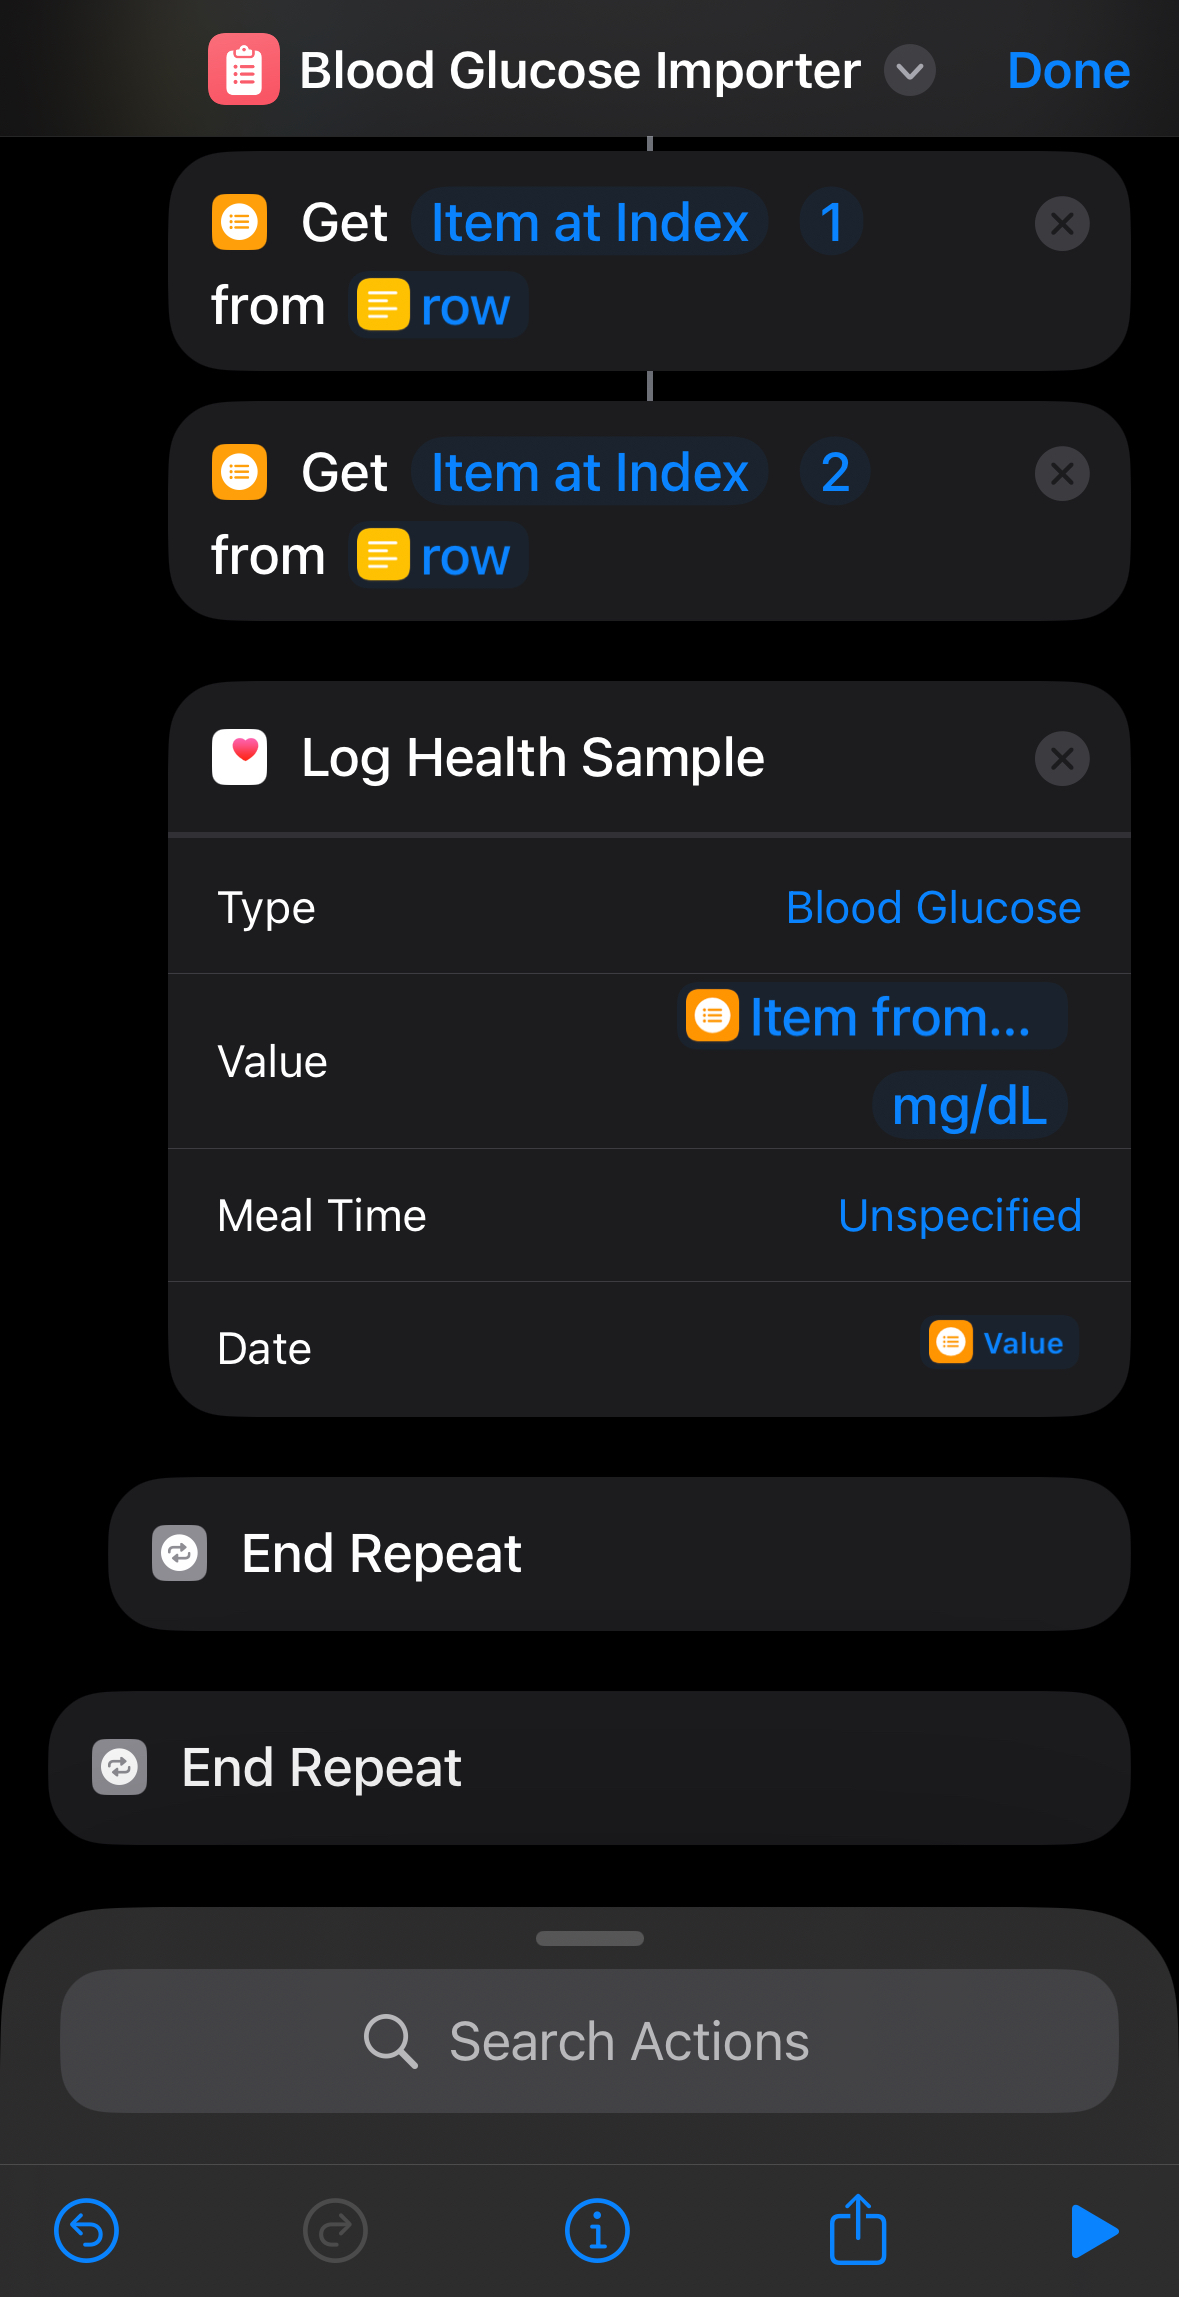 Blood Glucose Importer
Done
Get Item at Index 1
from row
Get Item at Index 2
from row
Log Health Sample
Type Blood Glucose
Value Item from...
mg/dL
Meal Time Unspecified
Date Value
End Repeat
End Repeat
Search Actions